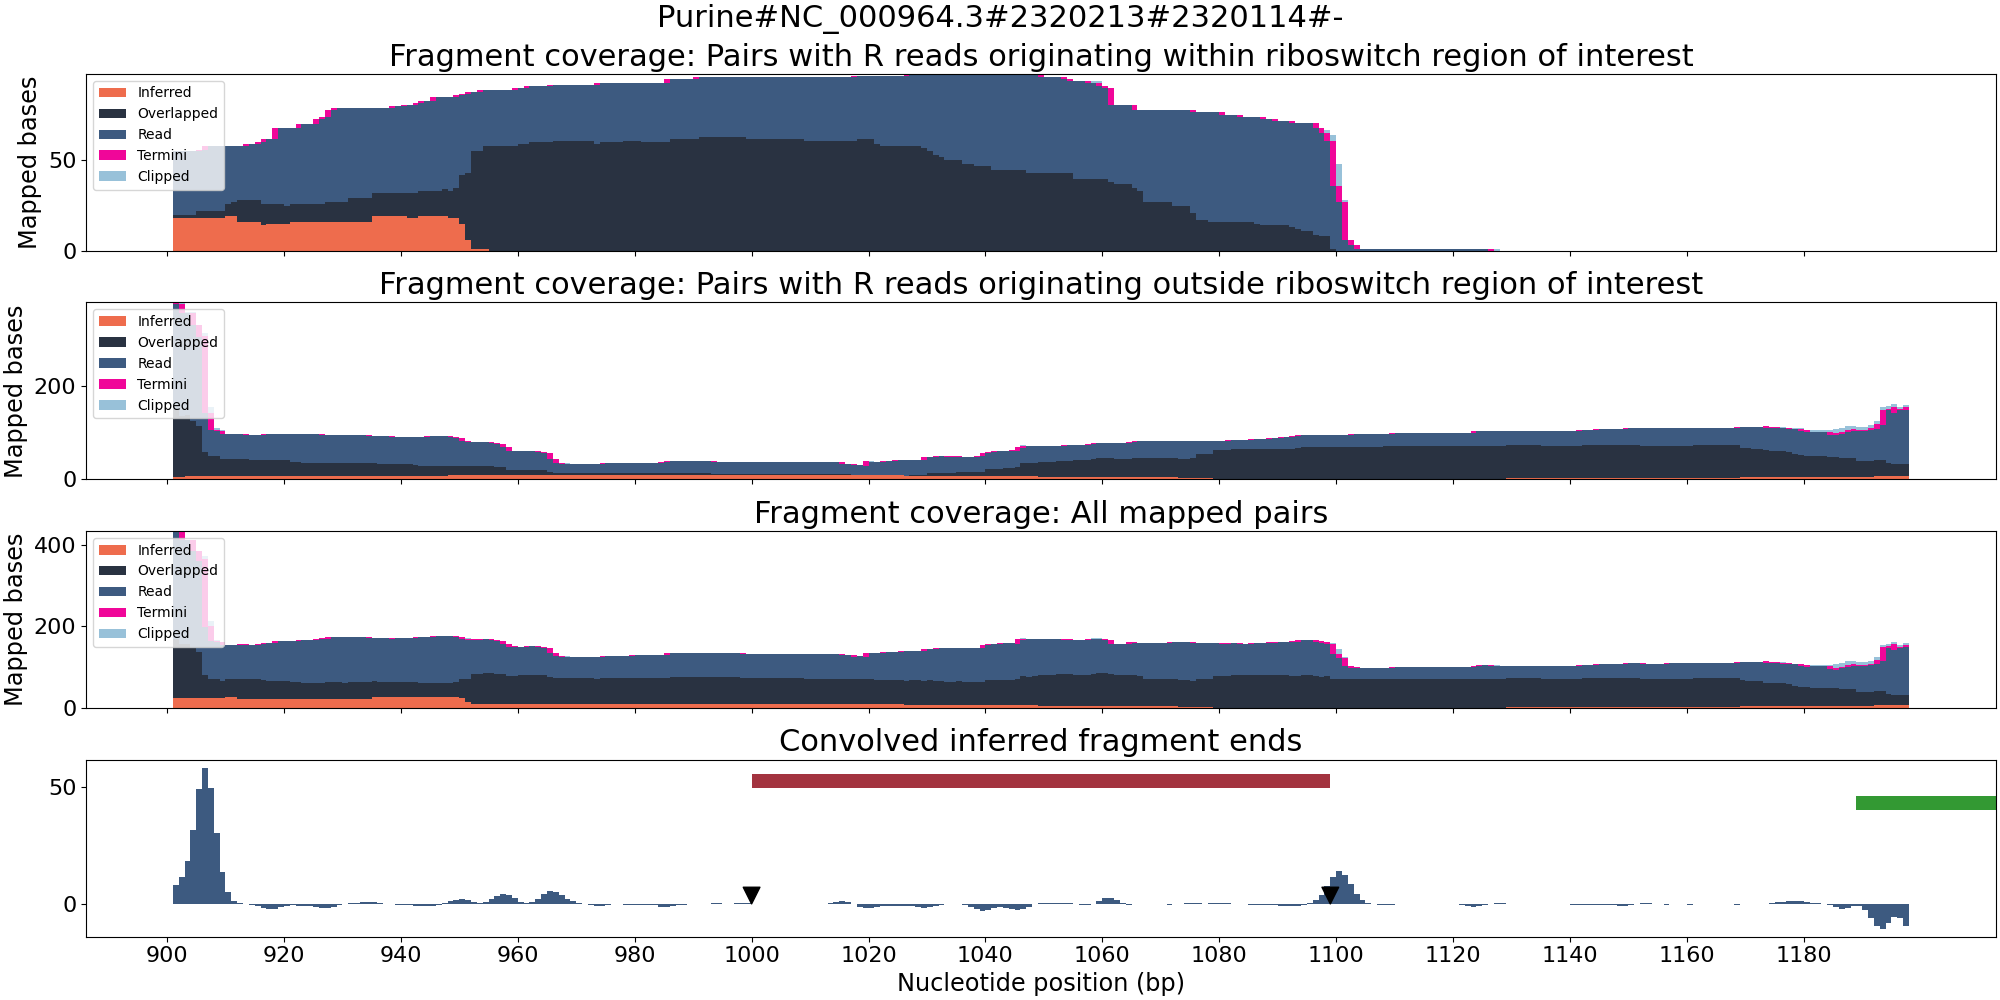 Purine#NC_000964.3#2320213#2320114#-
Fragment coverage: Pairs with R reads originating within riboswitch region of interest
Mapped bases
50
0
Inferred
Overlapped
Read
Termini
Clipped
Fragment coverage: Pairs with R reads originating outside riboswitch region of interest
Mapped bases
200
0
Inferred
Overlapped
Read
Termini
Clipped
Fragment coverage: All mapped pairs
Mapped bases
400
200
0
Inferred
Overlapped
Read
Termini
Clipped
Convolved inferred fragment ends
50
0
900 920 940 960 980 1000 1020 1040 1060 1080 1100 1120 1140 1160 1180
Nucleotide position (bp)